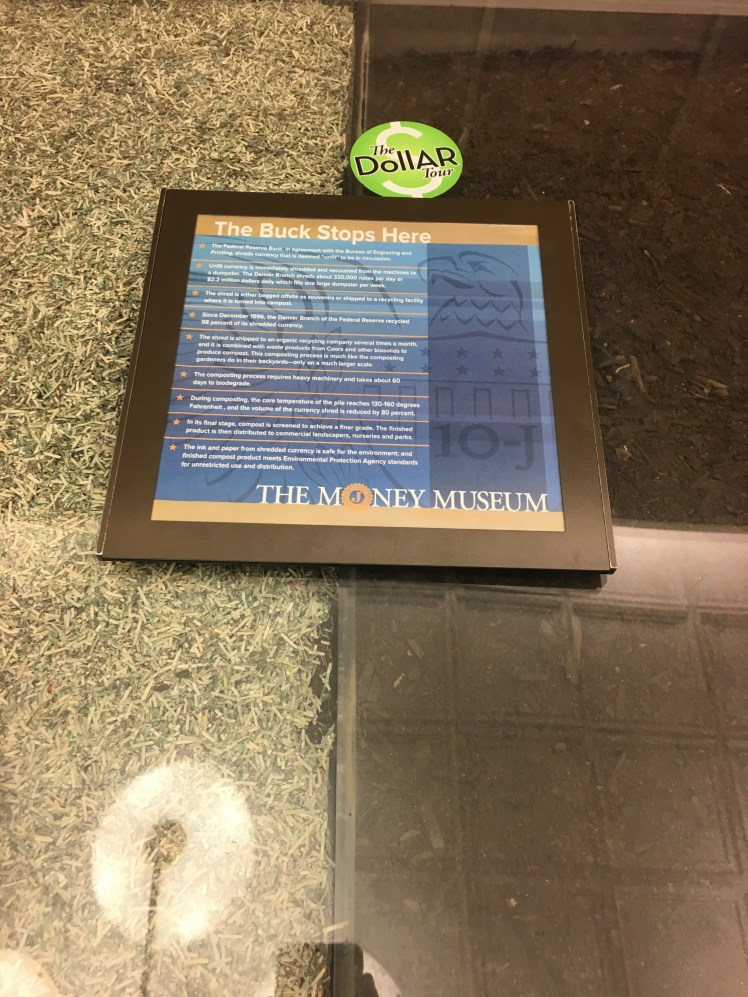 The
DollAR
Tour
The Buck Stops Here
The Federal Reserve Bank, in agreement with the Bureau of Engraving and
Printing, shreds currency that is deemed "unfit" to be in circulation.
Unfit currency is immediately shredded and vacuumed from the machines to
a dumpster. The Denver Branch shreds about 320,000 notes per day or
$2.2 million dollars daily which fills one large dumpster per week.
The shred is either bagged offsite as souvenirs or shipped to a recycling facility
where it is turned into compost.
Since December 1996, the Denver Branch of the Federal Reserve recycled
98 percent of its shredded currency.
The shred is shipped to an organic recycling company several times a month,
and it is combined with waste products from Coors and other biosolids to
produce compost. This composting process is much like the composting
gardeners do in their backyards—only on a much larger scale.
The composting process requires heavy machinery and takes about 60
days to biodegrade.
During composting, the core temperature of the pile reaches 130-160 degrees
Fahrenheit, and the volume of the currency shred is reduced by 80 percent.
In its final stage, compost is screened to achieve a finer grade. The finished
product is then distributed to commercial landscapers, nurseries and parks.
The ink and paper from shredded currency is safe for the environment; and
finished compost product meets Environmental Protection Agency standards
for unrestricted use and distribution.
10-J
THE MONEY MUSEUM